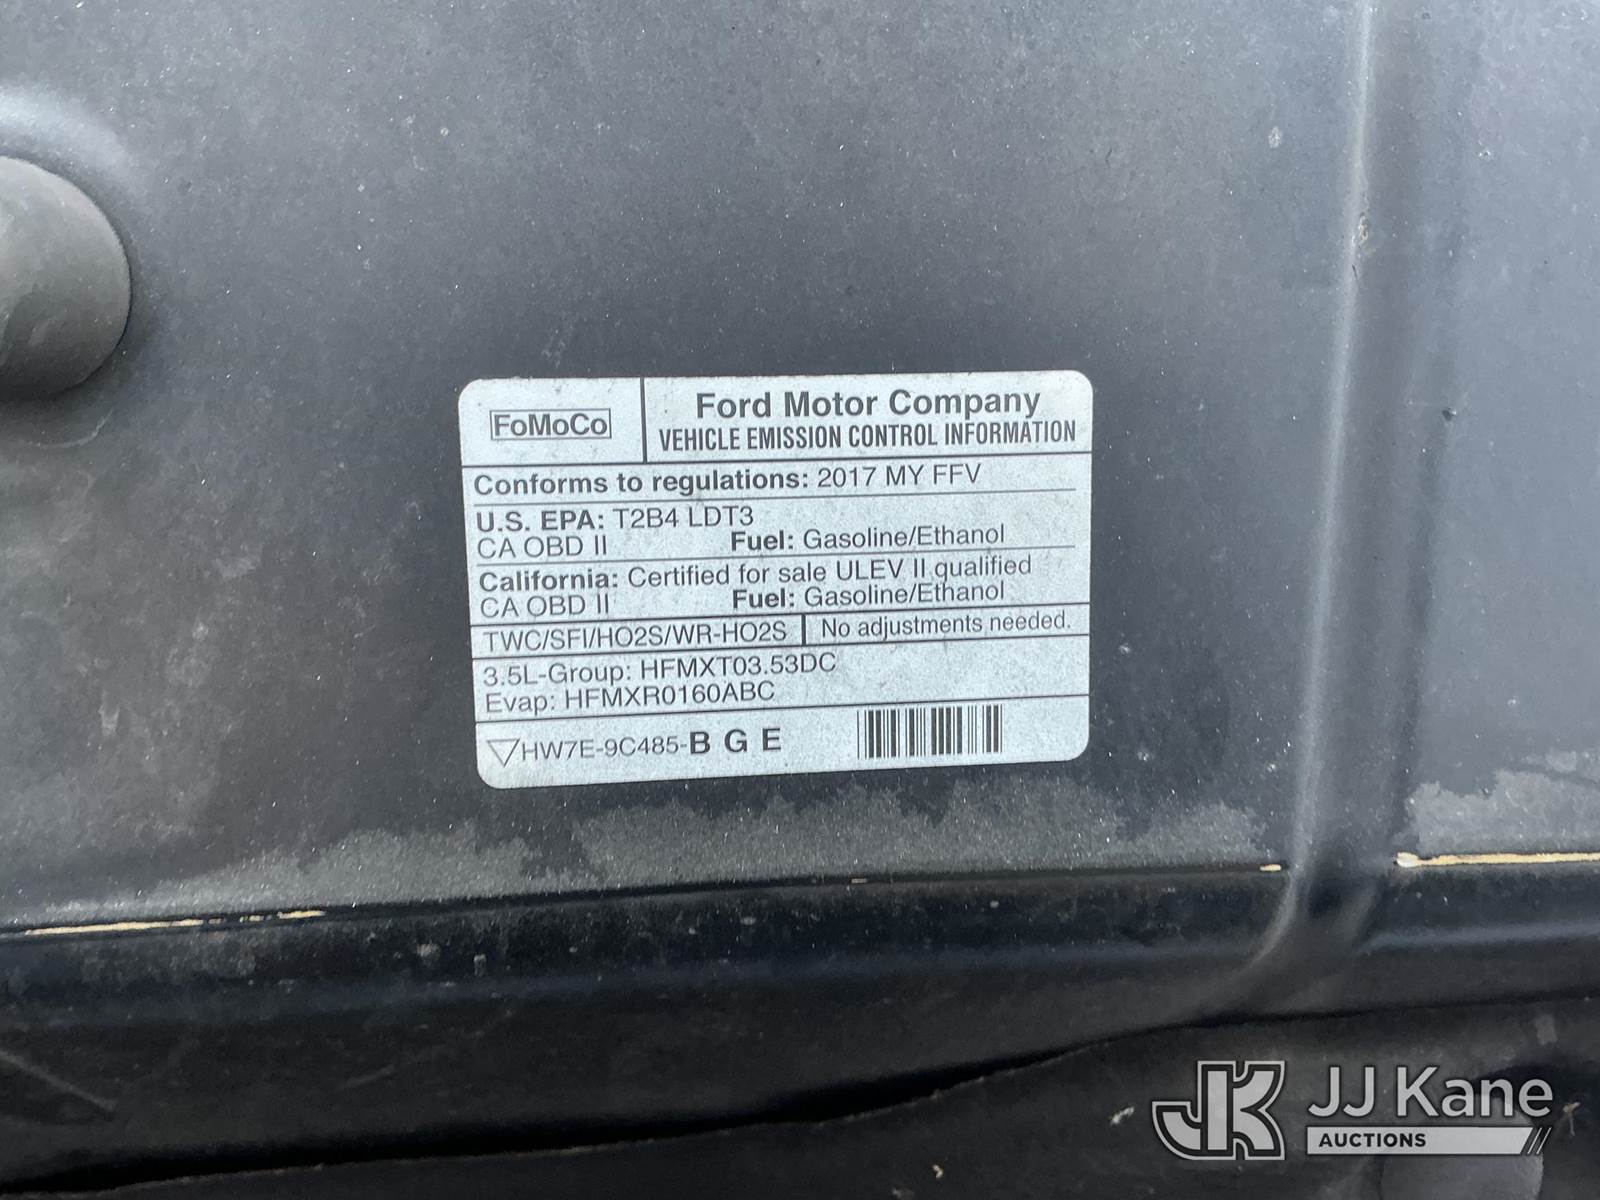 FoMoCo
Ford Motor Company
VEHICLE EMISSION CONTROL INFORMATION
Conforms to regulations: 2017 MY FFV
U.S. EPA: T2B4 LDT3
CA OBD II Fuel: Gasoline/Ethanol
California: Certified for sale ULEV II qualified
CA OBD II Fuel: Gasoline/Ethanol
TWC/SFI/HO2S/WR-HO2S No adjustments needed.
3.5L-Group: HFMXT03.53DC
Evap: HFMXR0160ABC
HW7E-9C485-B G E
JK JJ Kane
AUCTIONS